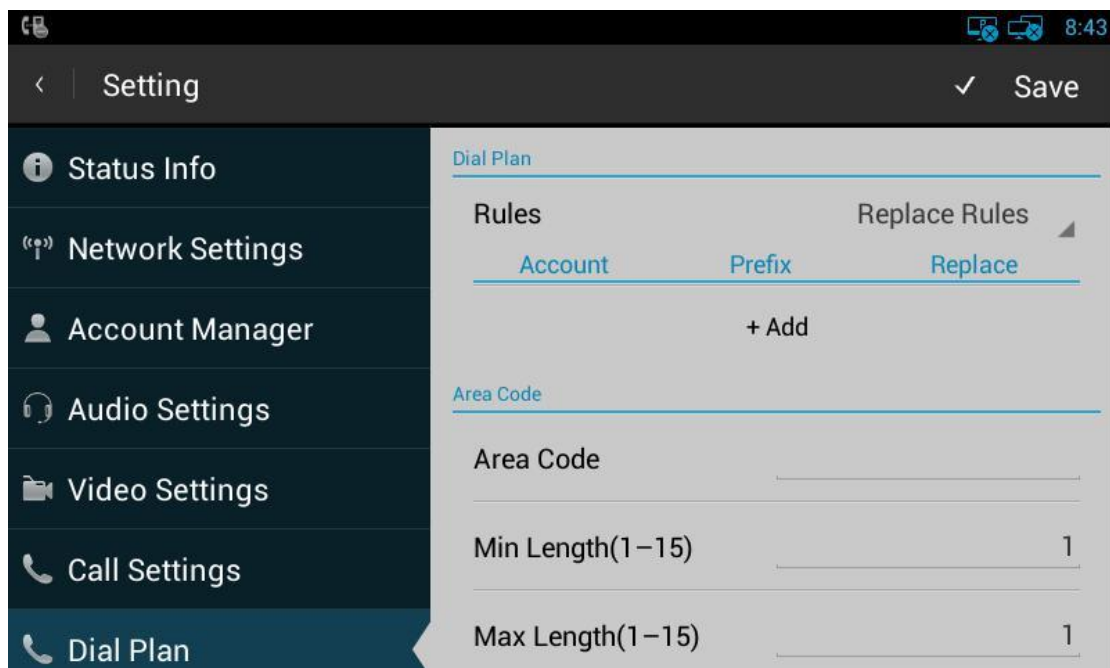 8:43
Setting
Save
Status Info
Network Settings
Account Manager
Audio Settings
Video Settings
Call Settings
Dial Plan
Dial Plan
Rules Replace Rules
Account Prefix Replace
+ Add
Area Code
Area Code
Min Length(1–15) 1
Max Length(1–15) 1